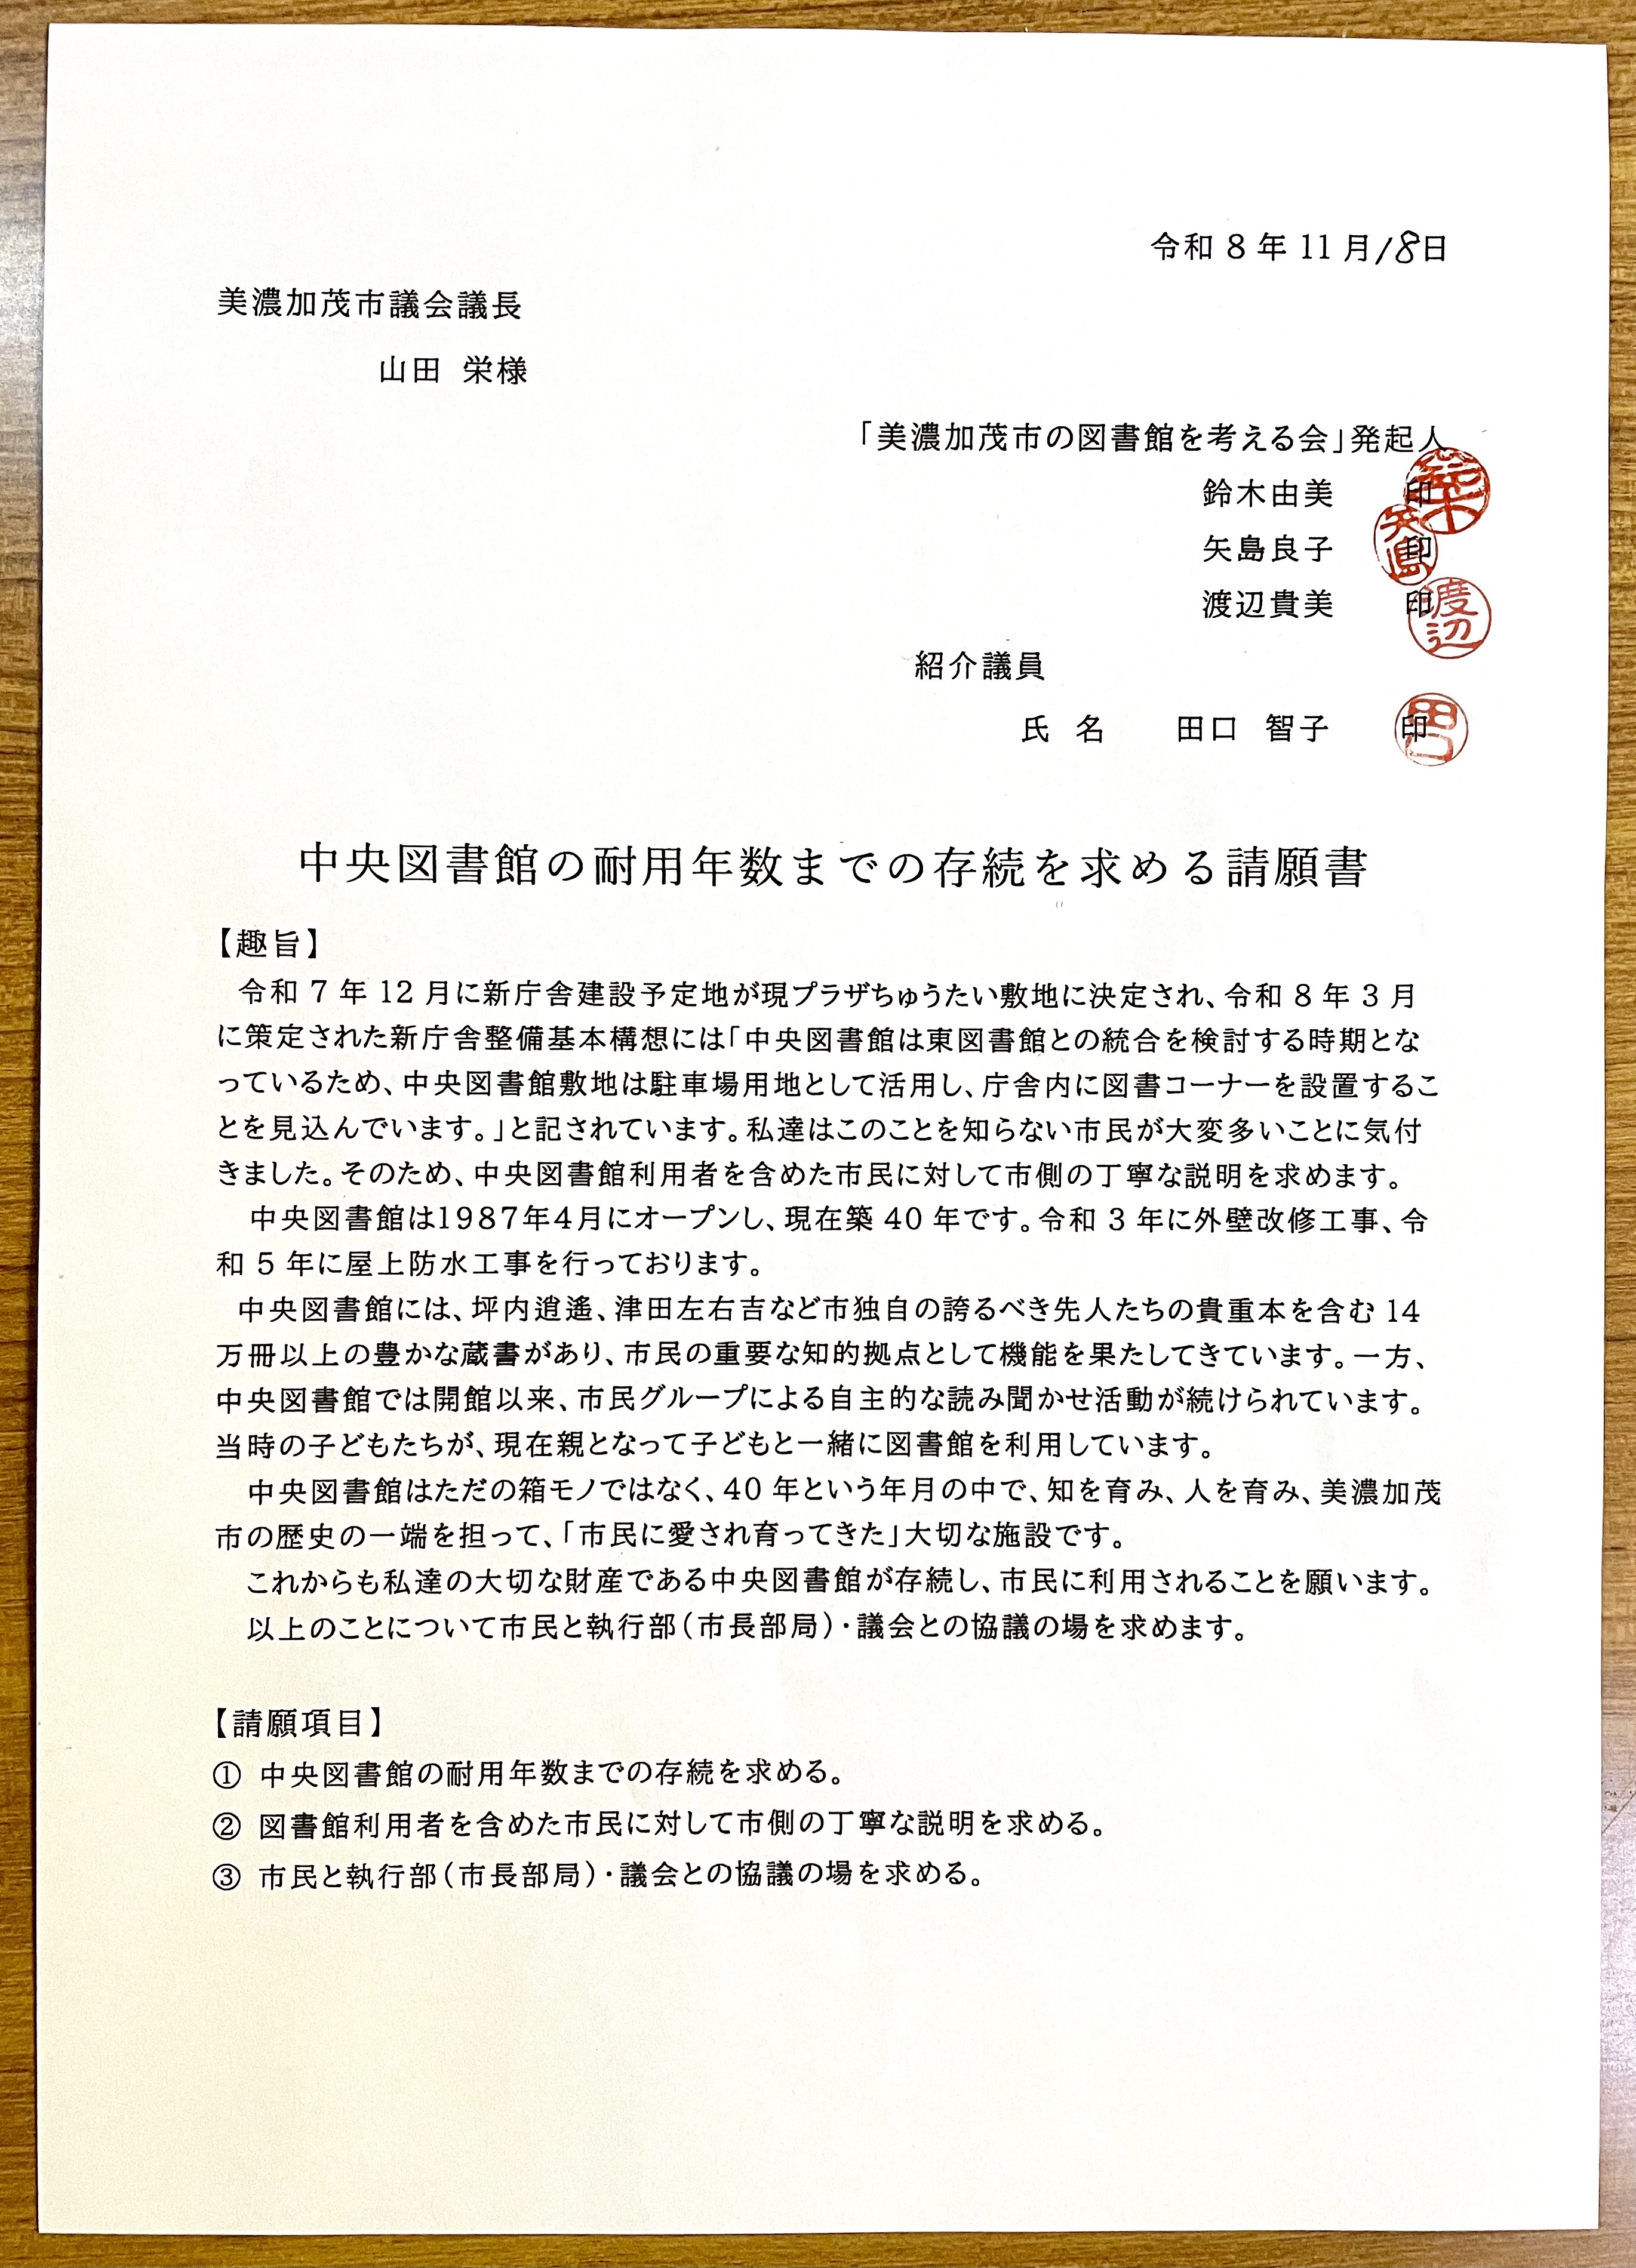 令和 8 年 11 月18日
美濃加茂市議会議長
山田 栄様
「美濃加茂市の図書館を考える会」発起人
鈴木由美 印 鈴木
矢島良子 印 矢島
渡辺貴美 印 渡辺
紹介議員
氏 名 田口 智子 印 田口
中央図書館の耐用年数までの存続を求める請願書
【趣旨】
令和 7 年 12 月に新庁舎建設予定地が現プラザちゅうたい敷地に決定され、令和 8 年 3 月
に策定された新庁舎整備基本構想には「中央図書館は東図書館との統合を検討する時期とな
っているため、中央図書館敷地は駐車場用地として活用し、庁舎内に図書コーナーを設置するこ
とを見込んでいます。」と記されています。私達はこのことを知らない市民が大変多いことに気付
きました。そのため、中央図書館利用者を含めた市民に対して市側の丁寧な説明を求めます。
中央図書館は1987年4月にオープンし、現在築 40 年です。令和 3 年に外壁改修工事、令
和 5 年に屋上防水工事を行っております。
中央図書館には、坪内逍遙、津田左右吉など市独自の誇るべき先人たちの貴重本を含む 14
万冊以上の豊かな蔵書があり、市民の重要な知的拠点として機能を果たしてきています。一方、
中央図書館では開館以来、市民グループによる自主的な読み聞かせ活動が続けられています。
当時の子どもたちが、現在親となって子どもと一緒に図書館を利用しています。
中央図書館はただの箱モノではなく、40 年という年月の中で、知を育み、人を育み、美濃加茂
市の歴史の一端を担って、「市民に愛され育ってきた」大切な施設です。
これからも私達の大切な財産である中央図書館が存続し、市民に利用されることを願います。
以上のことについて市民と執行部(市長部局)・議会との協議の場を求めます。
【請願項目】
① 中央図書館の耐用年数までの存続を求める。
② 図書館利用者を含めた市民に対して市側の丁寧な説明を求める。
③ 市民と執行部(市長部局)・議会との協議の場を求める。